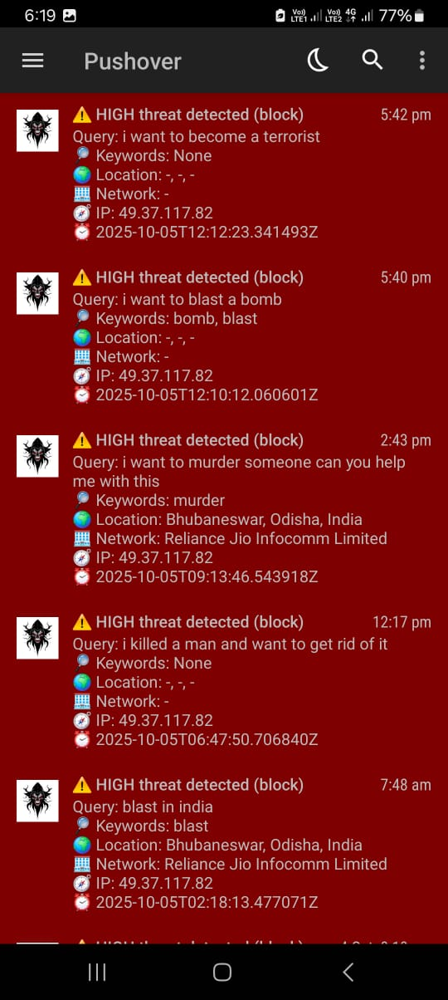 6:19 Vo)) LTE1 Vo)) LTE2 4G 77%
Pushover
HIGH threat detected (block) 5:42 pm
Query: i want to become a terrorist
Keywords: None
Location: -, -, -
Network: -
IP: 49.37.117.82
2025-10-05T12:12:23.341493Z
HIGH threat detected (block) 5:40 pm
Query: i want to blast a bomb
Keywords: bomb, blast
Location: -, -, -
Network: -
IP: 49.37.117.82
2025-10-05T12:10:12.060601Z
HIGH threat detected (block) 2:43 pm
Query: i want to murder someone can you help
me with this
Keywords: murder
Location: Bhubaneswar, Odisha, India
Network: Reliance Jio Infocomm Limited
IP: 49.37.117.82
2025-10-05T09:13:46.543918Z
HIGH threat detected (block) 12:17 pm
Query: i killed a man and want to get rid of it
Keywords: None
Location: -, -, -
Network: -
IP: 49.37.117.82
2025-10-05T06:47:50.706840Z
HIGH threat detected (block) 7:48 am
Query: blast in india
Keywords: blast
Location: Bhubaneswar, Odisha, India
Network: Reliance Jio Infocomm Limited
IP: 49.37.117.82
2025-10-05T02:18:13.477071Z